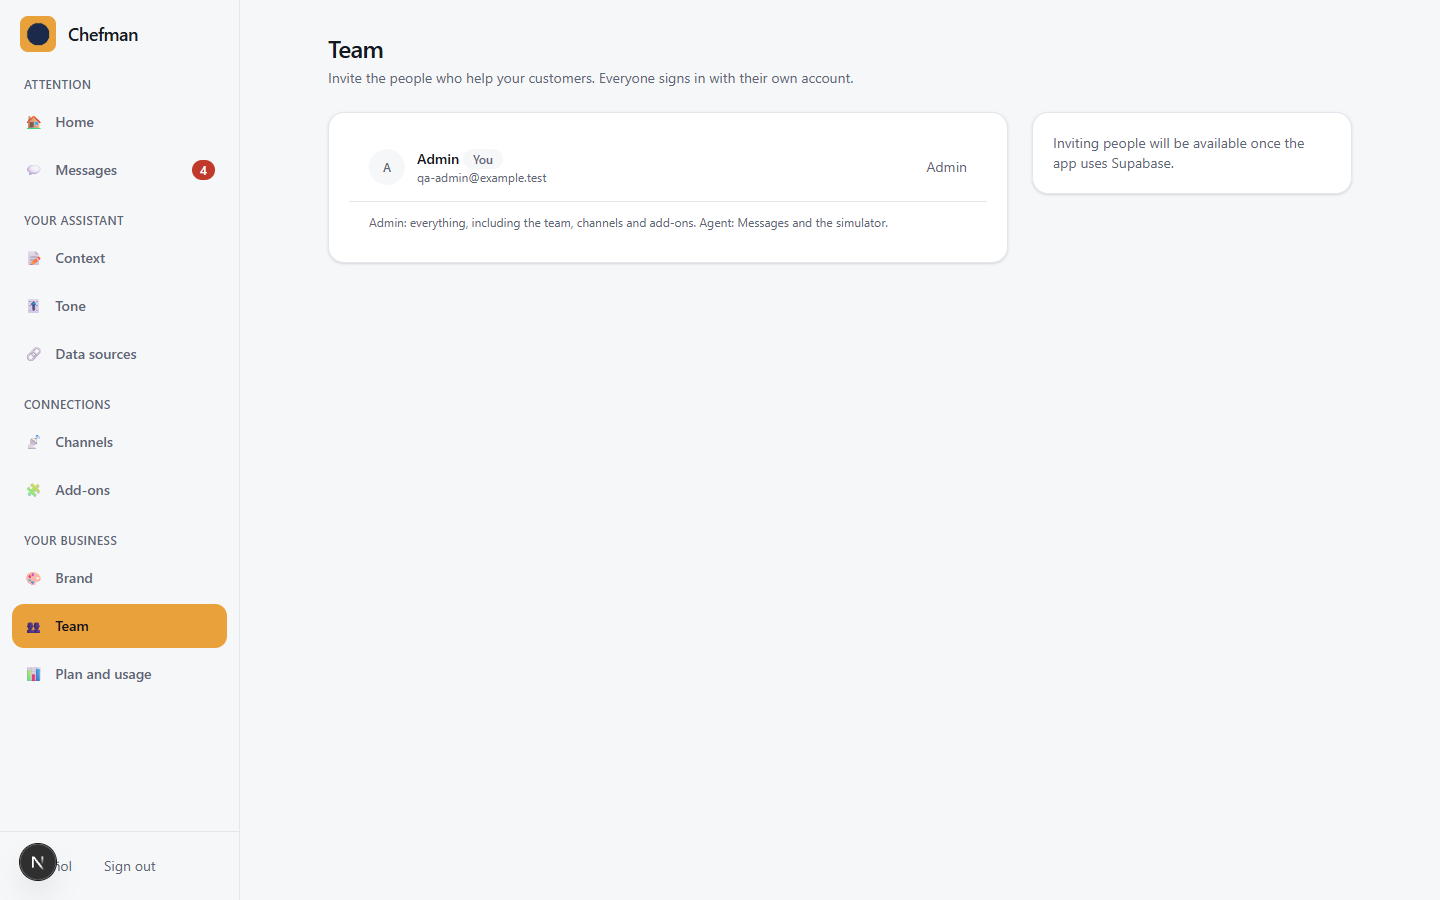 Chefman
ATTENTION
Home
Messages
4
YOUR ASSISTANT
Context
Tone
Data sources
CONNECTIONS
Channels
Add-ons
YOUR BUSINESS
Brand
Team
Plan and usage
N
Sign out
Team
Invite the people who help your customers. Everyone signs in with their own account.
A
Admin You
qa-admin@example.test
Admin
Admin: everything, including the team, channels and add-ons. Agent: Messages and the simulator.
Inviting people will be available once the
app uses Supabase.